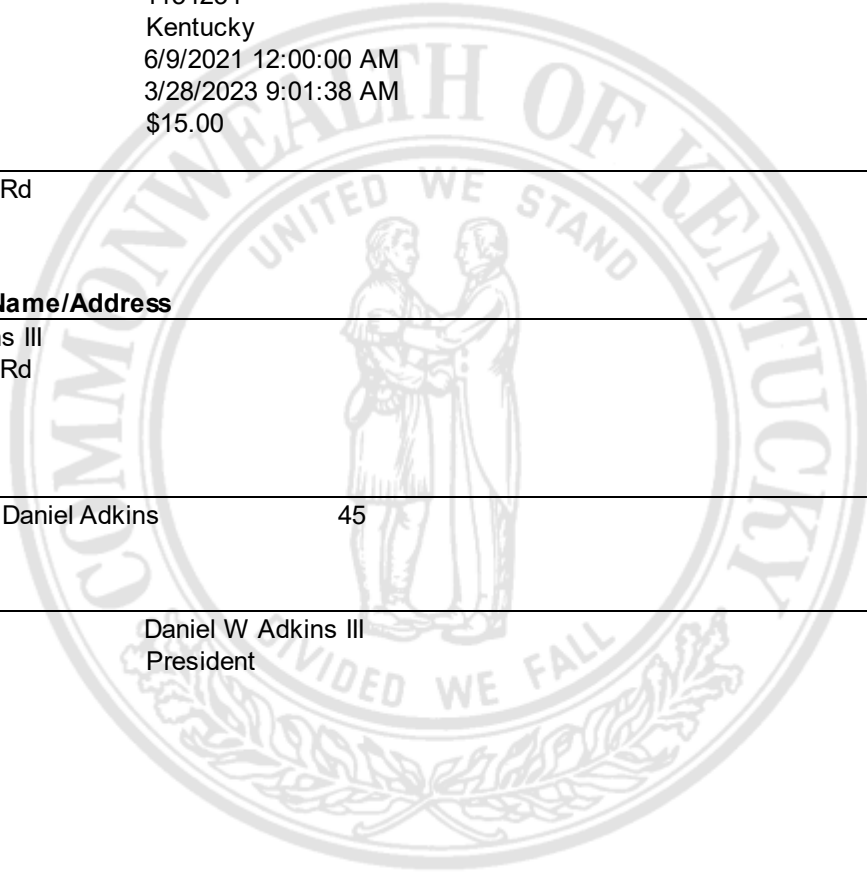 Kentucky
6/9/2021 12:00:00 AM
3/28/2023 9:01:38 AM
$15.00
Rd
Name/Address
s III
Rd
Daniel Adkins 45
Daniel W Adkins III
President
COMMONWEALTH OF KENTUCKY
UNITED WE STAND
DIVIDED WE FALL